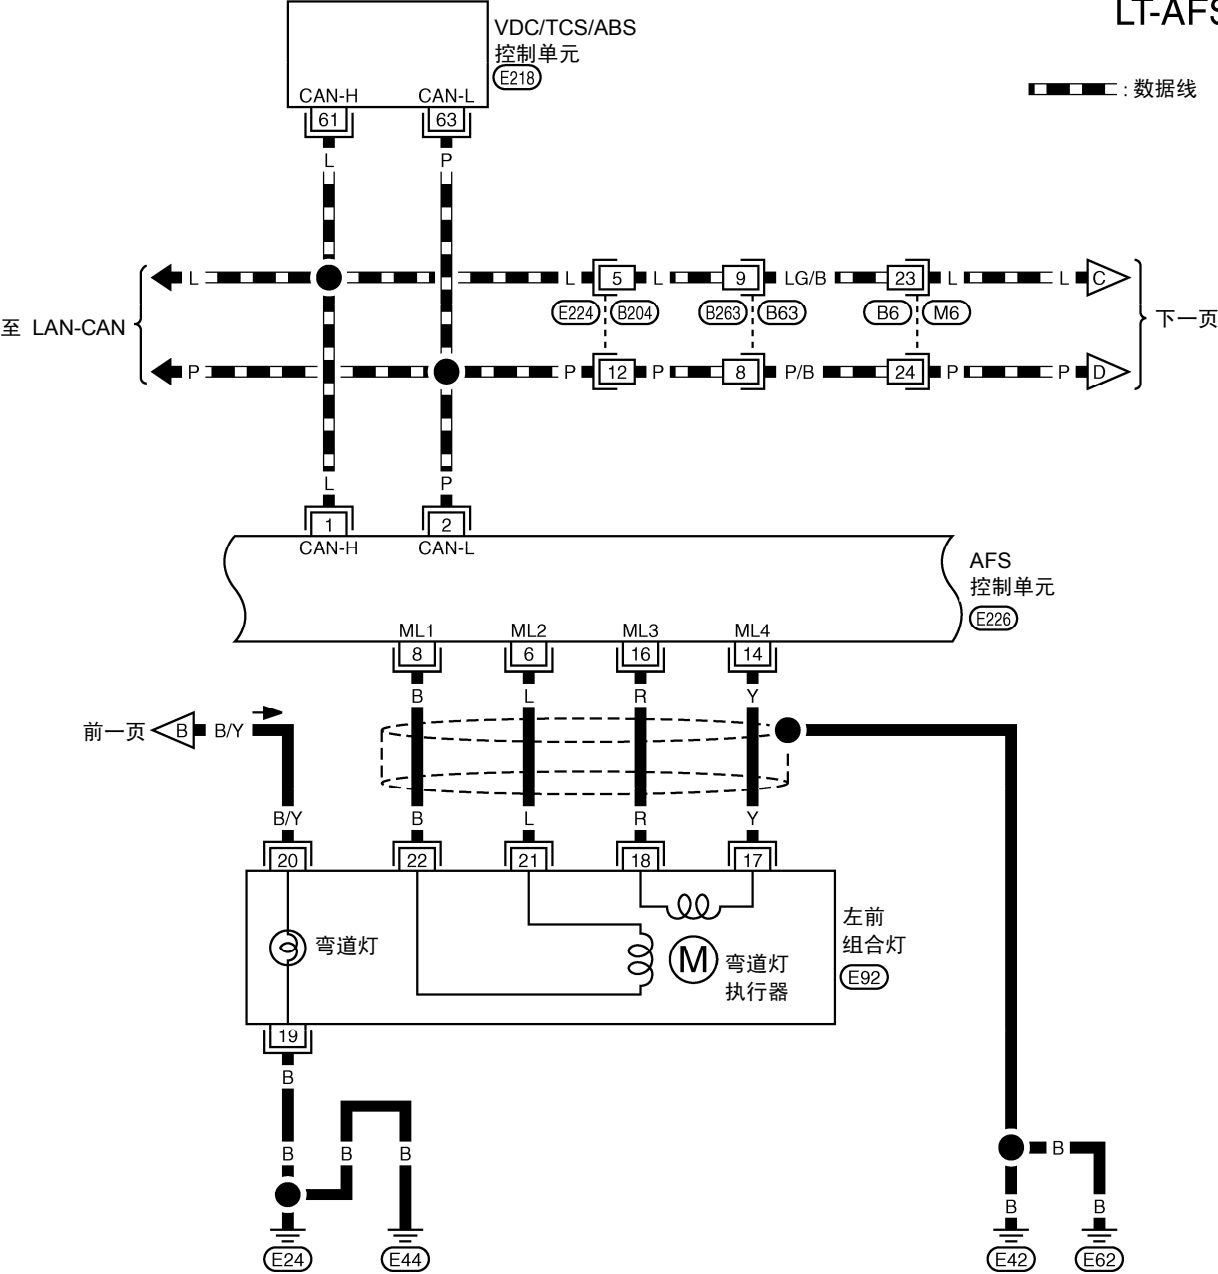 LT-AFS
VDC/TCS/ABS
控制单元
E218
CAN-H CAN-L
61 63
L P
: 数据线
L L 5 L 9 LG/B 23 L L C
E224 B204 B263 B63 B6 M6
至 LAN-CAN
下一页
P P 12 P 8 P/B 24 P P D
L P
1 2
CAN-H CAN-L
AFS
控制单元
E226
ML1 ML2 ML3 ML4
8 6 16 14
B L R Y
前一页 B B/Y
B/Y B L R Y
20 22 21 18 17
左前
组合灯
E92
弯道灯
M 弯道灯
执行器
19
B
B B B
B
B B
E24 E44 E42 E62